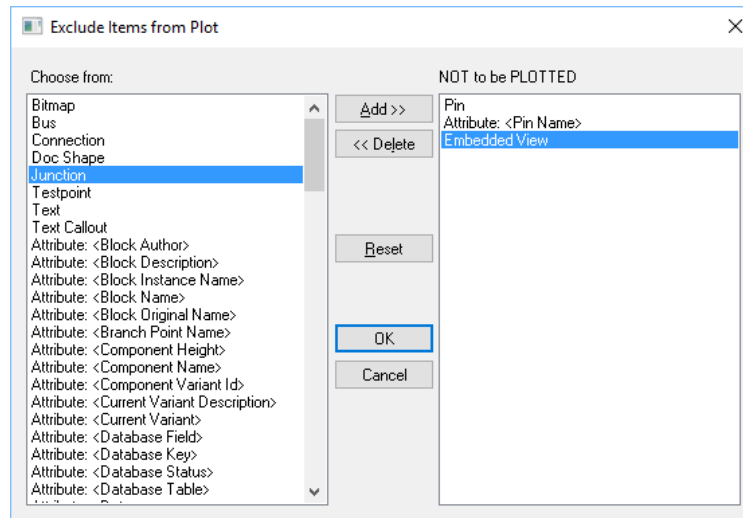 Exclude Items from Plot
Choose from:
NOT to be PLOTTED
Bitmap
Bus
Connection
Doc Shape
Junction
Testpoint
Text
Text Callout
Attribute: <Block Author>
Attribute: <Block Description>
Attribute: <Block Instance Name>
Attribute: <Block Name>
Attribute: <Block Original Name>
Attribute: <Branch Point Name>
Attribute: <Component Height>
Attribute: <Component Name>
Attribute: <Component Variant Id>
Attribute: <Current Variant Description>
Attribute: <Current Variant>
Attribute: <Database Field>
Attribute: <Database Key>
Attribute: <Database Status>
Attribute: <Database Table>
Add >>
<< Delete
Reset
OK
Cancel
Pin
Attribute: <Pin Name>
Embedded View